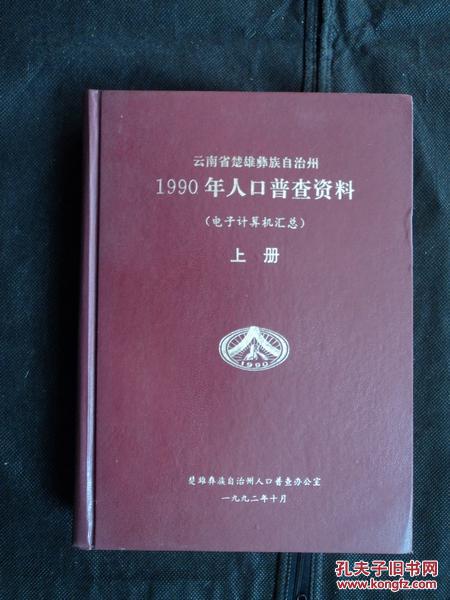 云南省楚雄彝族自治州
1990年人口普查资料
（电子计算机汇总）
上 册
1990
楚雄彝族自治州人口普查办公室
一九九二年十月
孔夫子旧书网
www.kongfz.com